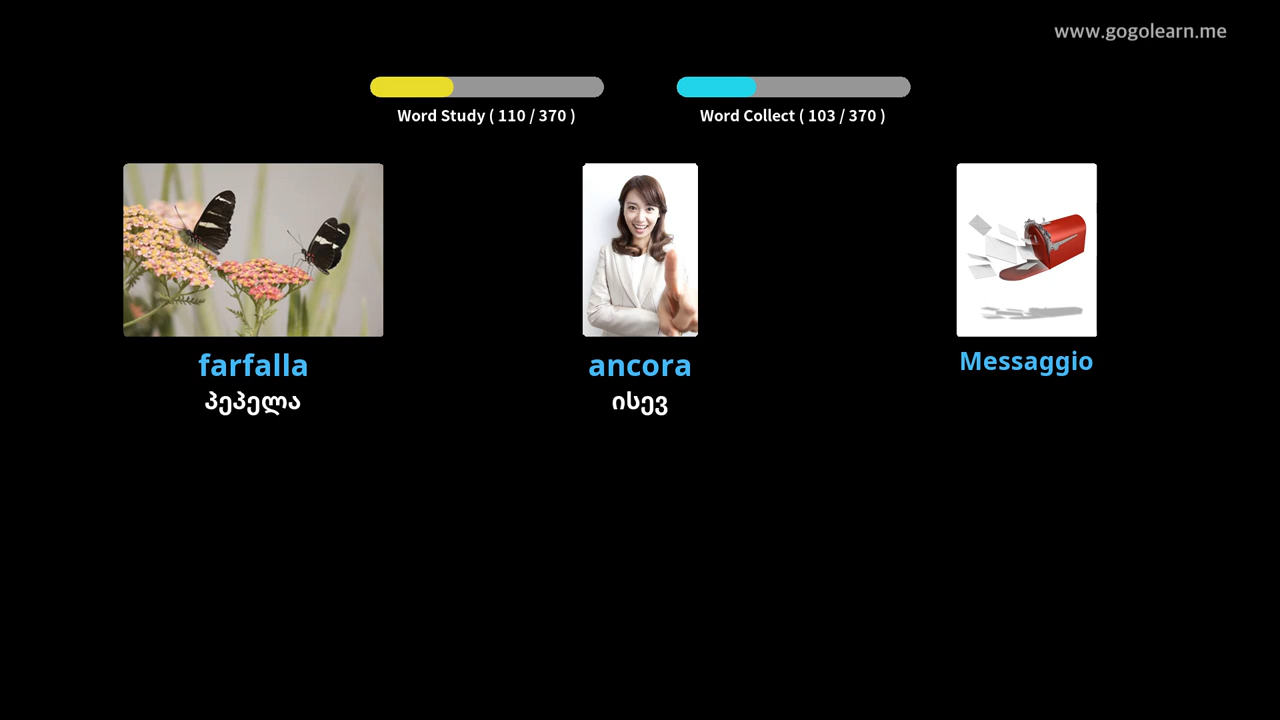 www.gogolearn.me
Word Study ( 110 / 370 )
Word Collect ( 103 / 370 )
farfalla
პეპელა
ancora
ისევ
Messaggio